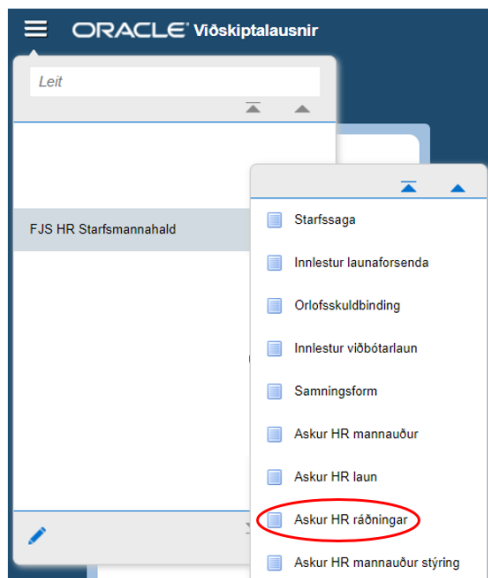 ORACLE Viðskiptalausnir
Leit
FJS HR Starfsmannahald
Starfssaga
Innlestur launaforsenda
Orlofsskuldbinding
Innlestur viðbótarlaun
Samningsform
Askur HR mannauður
Askur HR laun
Askur HR ráðningar
Askur HR mannauður stýring